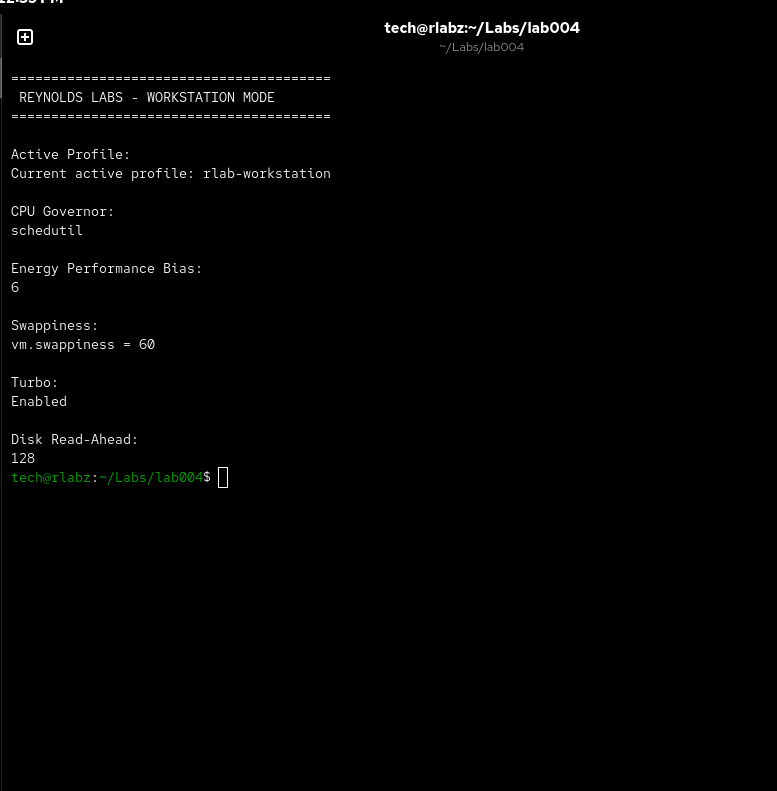 tech@rlabz:~/Labs/lab004
~/Labs/lab004
========================================
REYNOLDS LABS - WORKSTATION MODE
========================================
Active Profile:
Current active profile: rlab-workstation
CPU Governor:
schedutil
Energy Performance Bias:
6
Swappiness:
vm.swappiness = 60
Turbo:
Enabled
Disk Read-Ahead:
128
tech@rlabz:~/Labs/lab004$